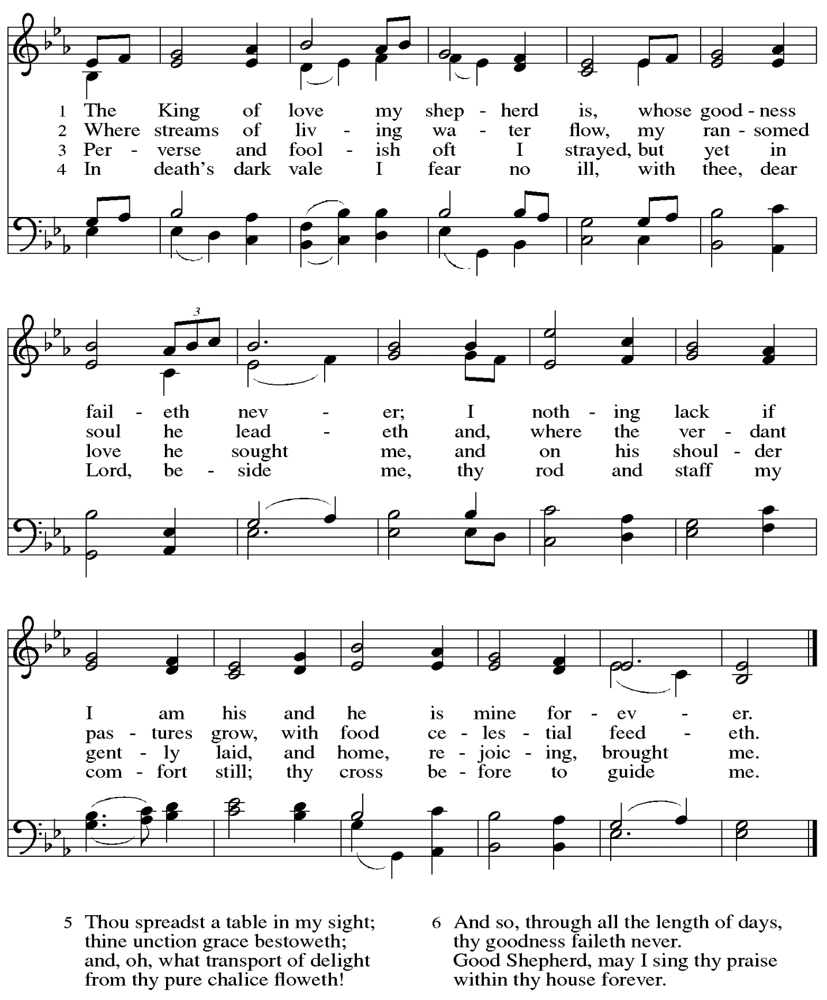 1 The King of love my shep - herd is, whose good - ness
2 Where streams of liv - ing wa - ter flow, my ran - somed
3 Per - verse and fool - ish oft I strayed, but yet in
4 In death's dark vale I fear no ill, with thee, dear
3
fail - eth nev - er; I noth - ing lack if
soul he lead - eth and, where the ver - dant
love he sought me, and on his shoul - der
Lord, be - side me, thy rod and staff my
I am his and he is mine for - ev - er.
pas - tures grow, with food ce - les - tial feed - eth.
gent - ly laid, and home, re - joic - ing, brought me.
com - fort still; thy cross be - fore to guide me.
5 Thou spreadst a table in my sight;
thine unction grace bestoweth;
and, oh, what transport of delight
from thy pure chalice floweth!
6 And so, through all the length of days,
thy goodness faileth never.
Good Shepherd, may I sing thy praise
within thy house forever.